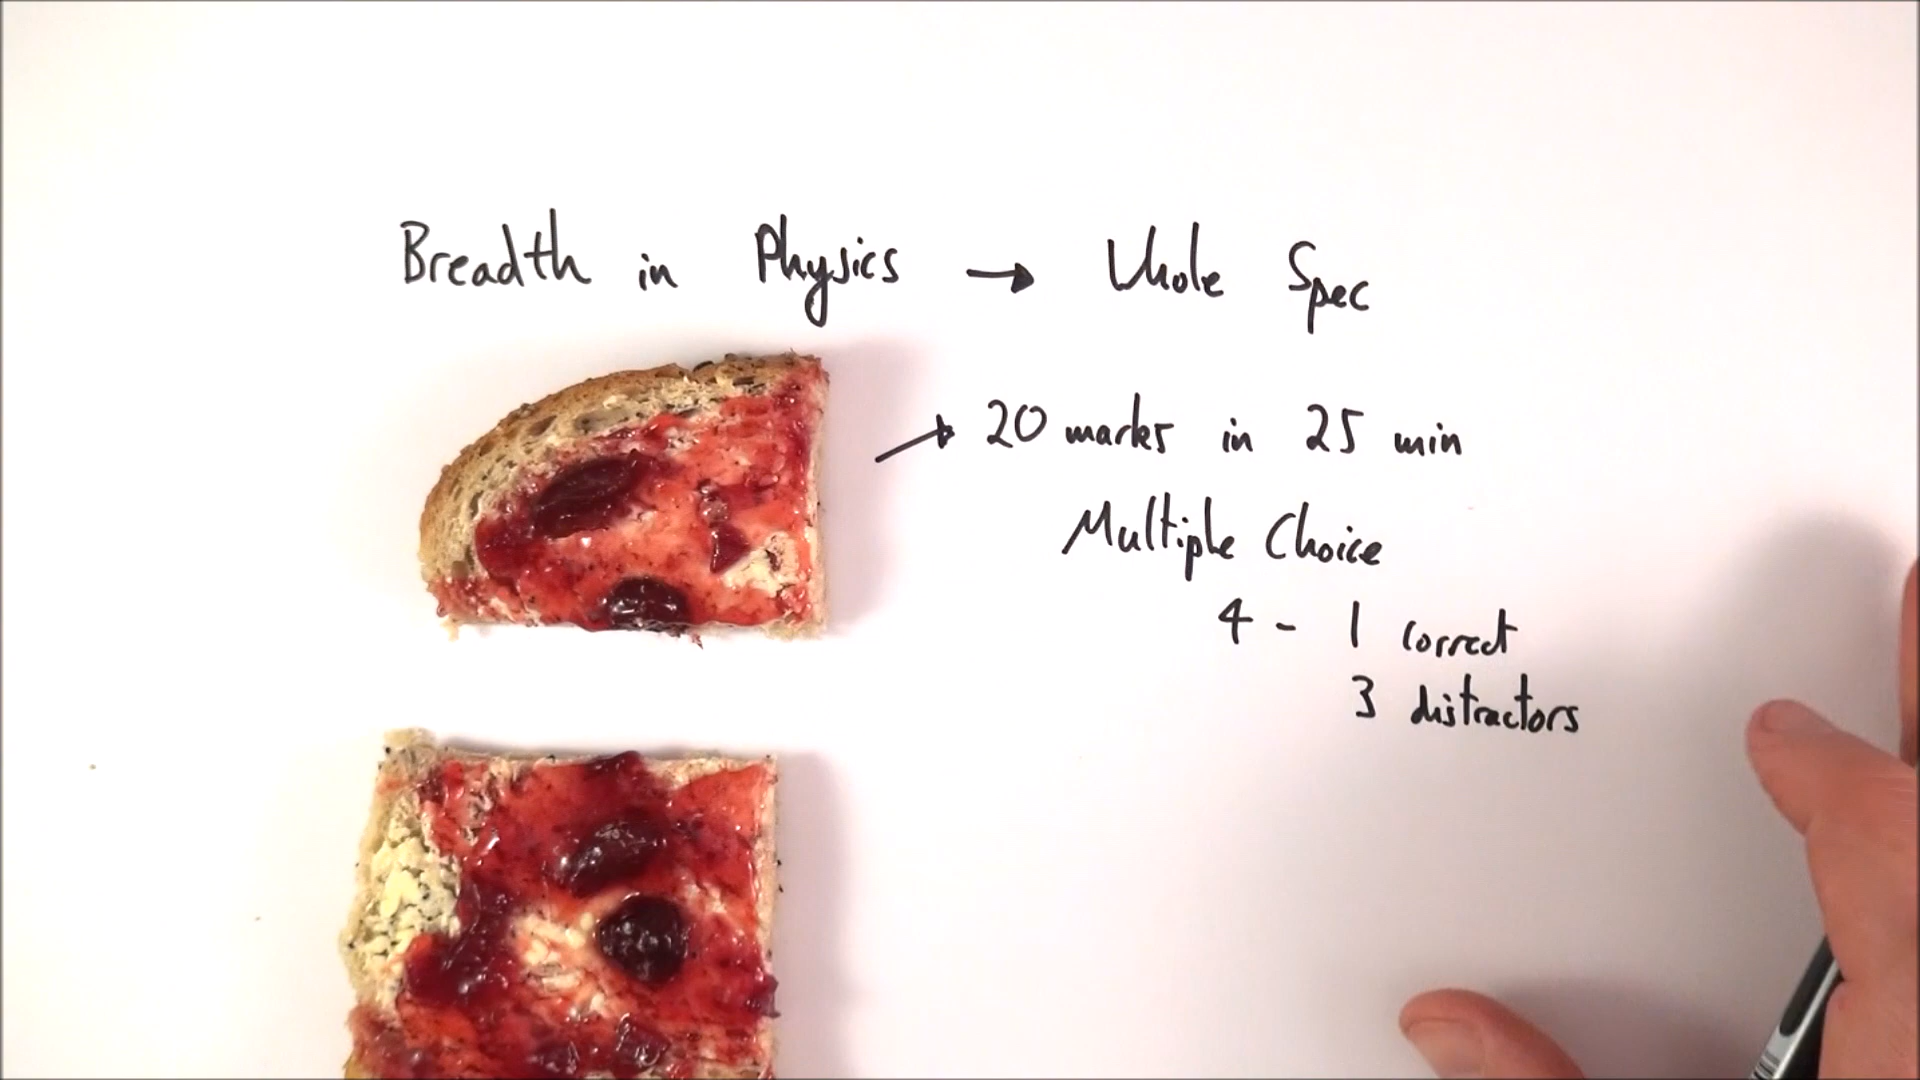 Breadth in Physics → Whole Spec
→ 20 marks in 25 min
Multiple Choice
4 - 1 correct
3 distractors